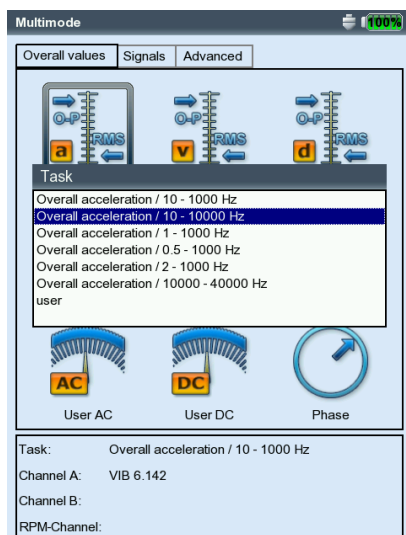 Multimode
100%
Overall values Signals Advanced
O-P O-P O-P
RMS RMS RMS
a v d
Task
Overall acceleration / 10 - 1000 Hz
Overall acceleration / 10 - 10000 Hz
Overall acceleration / 1 - 1000 Hz
Overall acceleration / 0.5 - 1000 Hz
Overall acceleration / 2 - 1000 Hz
Overall acceleration / 10000 - 40000 Hz
user
AC DC
User AC User DC Phase
Task: Overall acceleration / 10 - 1000 Hz
Channel A: VIB 6.142
Channel B:
RPM-Channel: